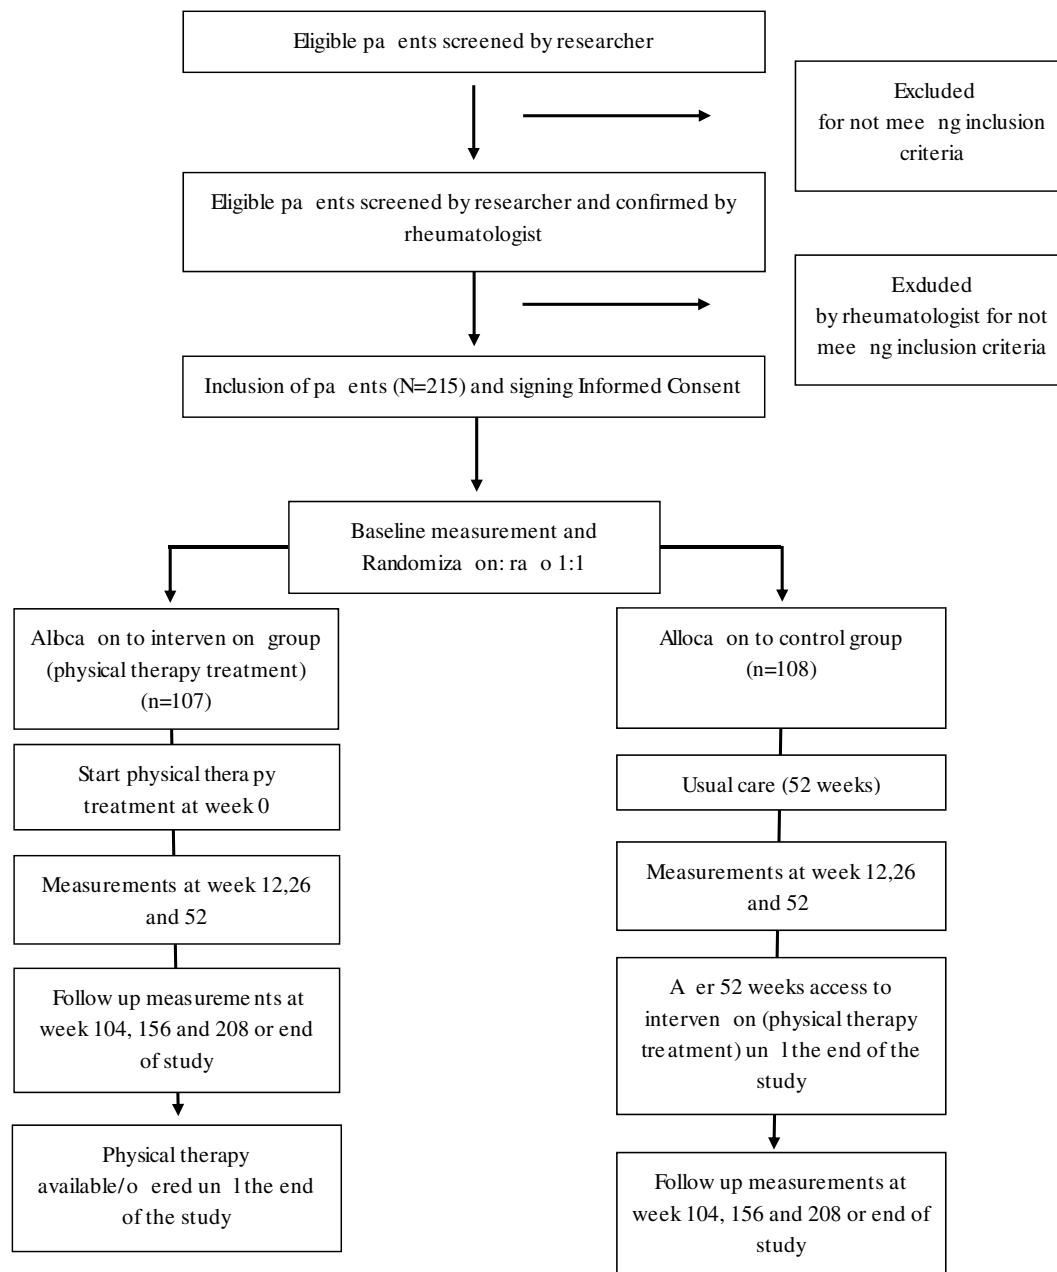 Eligible pa ents screened by researcher
Excluded
for not mee ng inclusion
criteria
Eligible pa ents screened by researcher and confirmed by
rheumatologist
Exduded
by rheumatologist for not
mee ng inclusion criteria
Inclusion of pa ents (N=215) and signing Informed Consent
Baseline measurement and
Randomiza on: ra o 1:1
Albca on to interven on group
(physical therapy treatment)
(n=107)
Start physical therapy
treatment at week 0
Measurements at week 12,26
and 52
Follow up measurements at
week 104, 156 and 208 or end
of study
Physical therapy
available/o ered un l the end
of the study
Alloca on to control group
(n=108)
Usual care (52 weeks)
Measurements at week 12,26
and 52
A er 52 weeks access to
interven on (physical therapy
treatment) un l the end of the
study
Follow up measurements at
week 104, 156 and 208 or end of
study